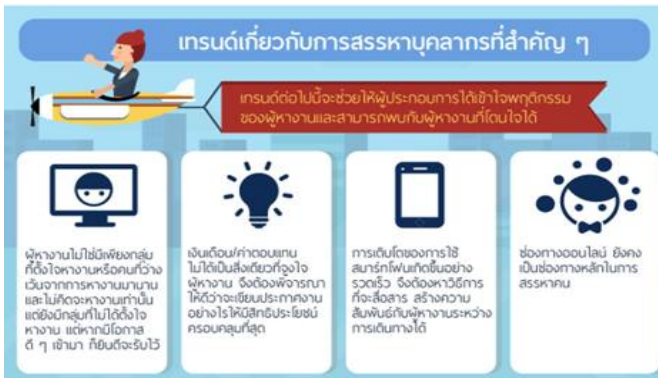 เทรนด์เกี่ยวกับการสรรหาบุคลากรที่สำคัญ ๆ
เทรนด์ต่อไปนี้จะช่วยให้ผู้ประกอบการได้เข้าใจพฤติกรรม
ของผู้หางานและสามารถพบกับผู้หางานที่โดนใจได้
ผู้หางานไม่ใช่มีเพียงกลุ่ม
ที่ตั้งใจหางานหรือคนที่ว่าง
เว้นจากการหางานมานาน
และไม่คิดจะหางานเท่านั้น
แต่ยังมีกลุ่มที่ไม่ได้ตั้งใจ
หางาน แต่หากมีโอกาส
ดี ๆ เข้ามา ก็ยินดีจะรับไว้
เงินเดือน/ค่าตอบแทน
ไม่ได้เป็นสิ่งเดียวที่จูงใจ
ผู้หางาน จึงต้องพิจารณา
ให้ดีว่าจะเขียนประกาศงาน
อย่างไรให้มีสิทธิประโยชน์
ครอบคลุมที่สุด
การเติบโตของการใช้
สมาร์ทโฟนเกิดขึ้นอย่าง
รวดเร็ว จึงต้องหาวิธีการ
ที่จะสื่อสาร สร้างความ
สัมพันธ์กับผู้หางานระหว่าง
การเดินทางได้
ช่องทางออนไลน์ ยังคง
เป็นช่องทางหลักในการ
สรรหาคน